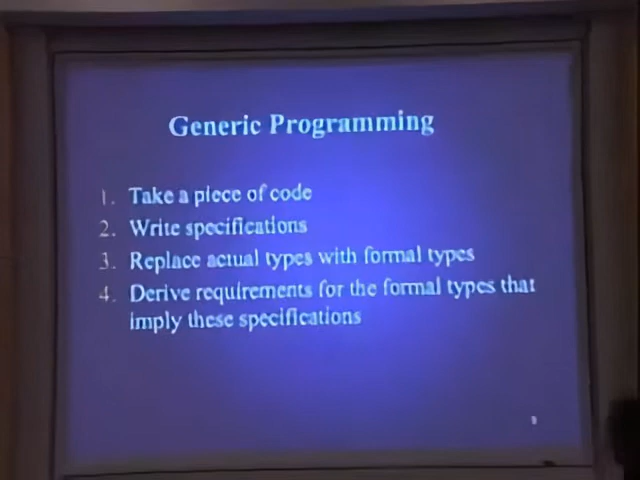 Generic Programming
1. Take a piece of code
2. Write specifications
3. Replace actual types with formal types
4. Derive requirements for the formal types that
imply these specifications